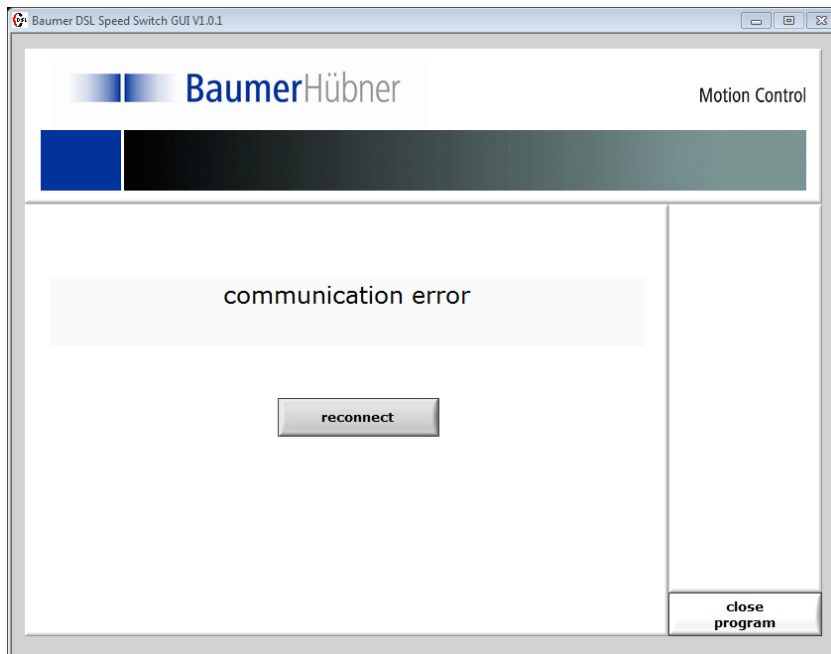 Baumer DSL Speed Switch GUI V1.0.1
BaumerHübner
Motion Control
communication error
reconnect
close
program